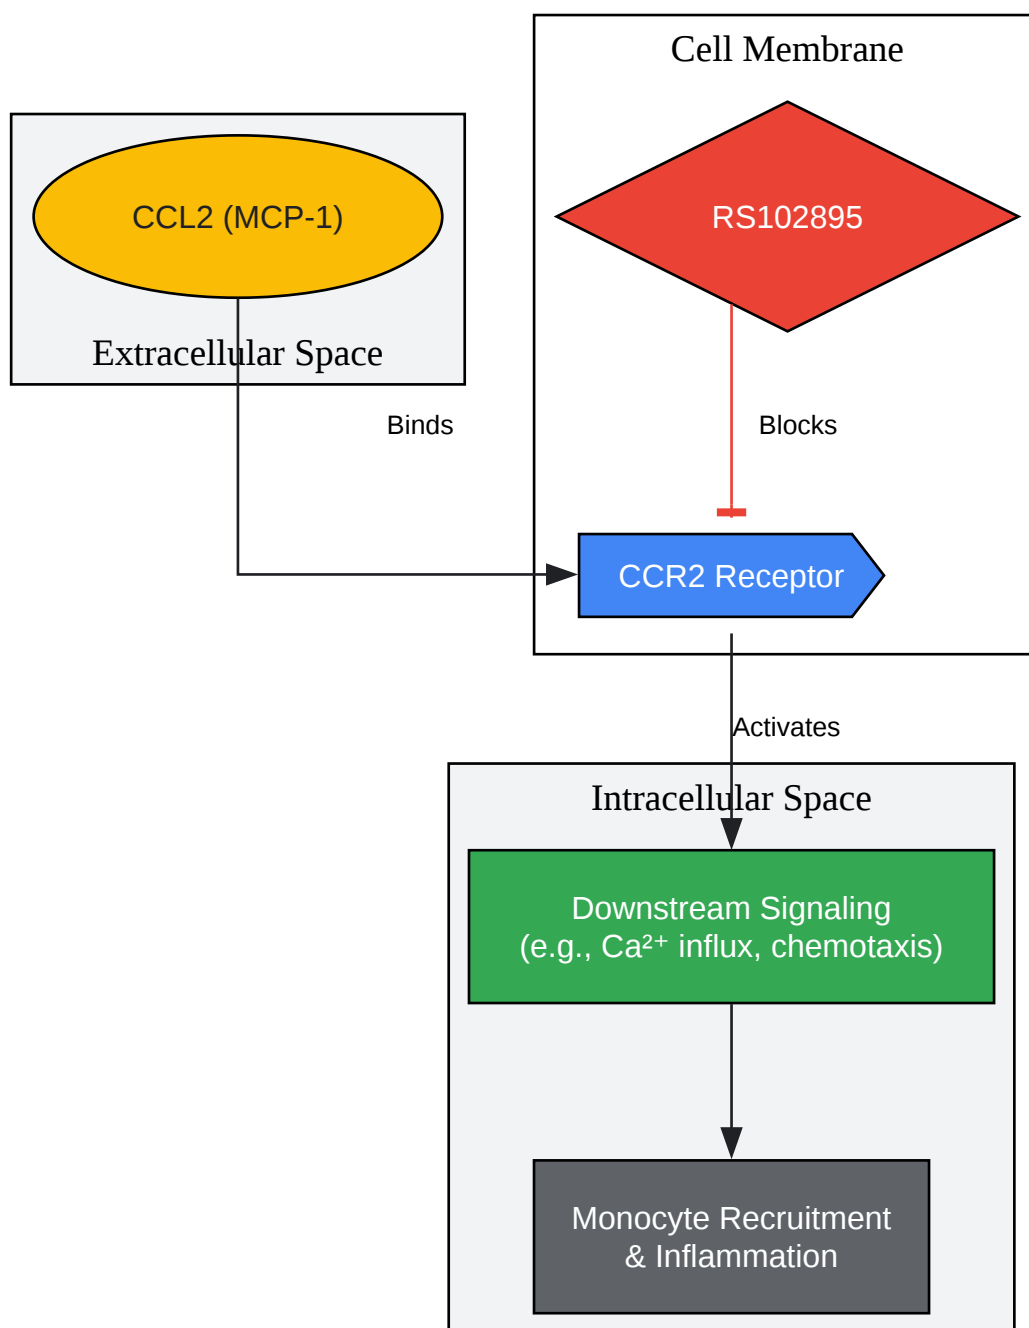 Cell Membrane
RS102895
CCL2 (MCP-1)
Extracellular Space
Binds
Blocks
CCR2 Receptor
Activates
Intracellular Space
Downstream Signaling
(e.g., Ca²⁺ influx, chemotaxis)
Monocyte Recruitment
& Inflammation